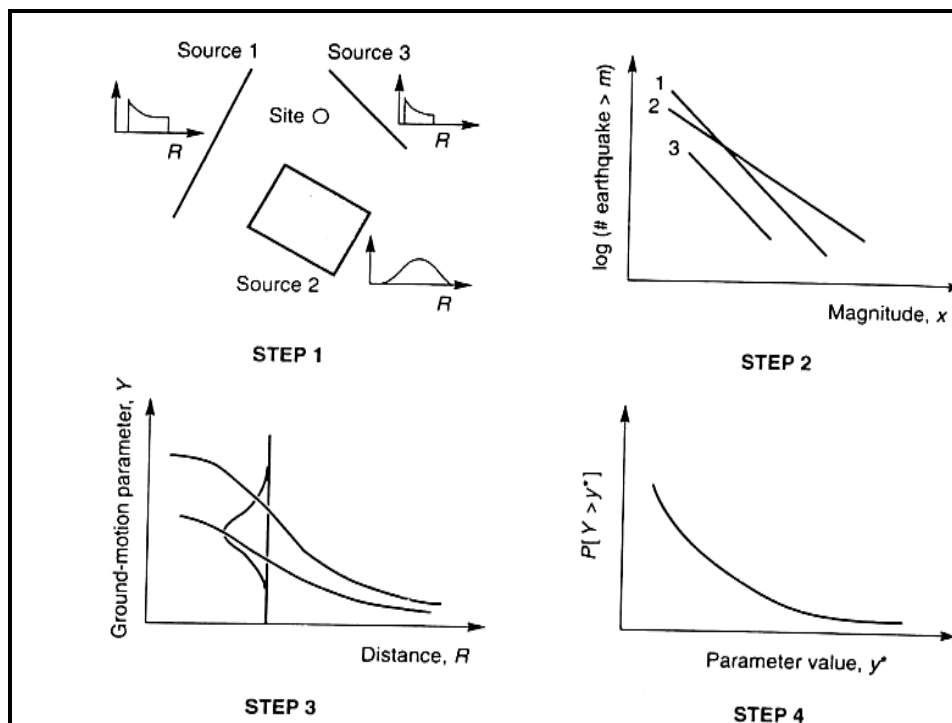 Source 1
Source 3
Site
R
R
Source 2
R
STEP 1
log (# earthquake > m)
1
2
3
Magnitude, x
STEP 2
Ground-motion parameter, Y
Distance, R
STEP 3
P[Y > y*]
Parameter value, y*
STEP 4